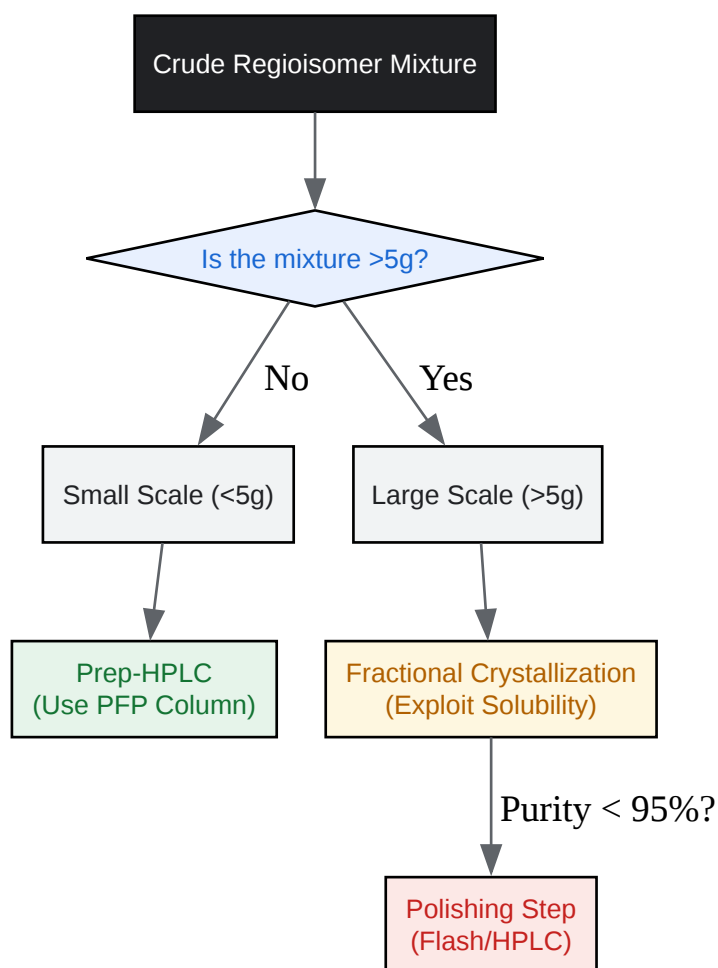 Crude Regioisomer Mixture
Is the mixture >5g?
No
Yes
Small Scale (<5g)
Large Scale (>5g)
Prep-HPLC
(Use PFP Column)
Fractional Crystallization
(Exploit Solubility)
Purity < 95%?
Polishing Step
(Flash/HPLC)